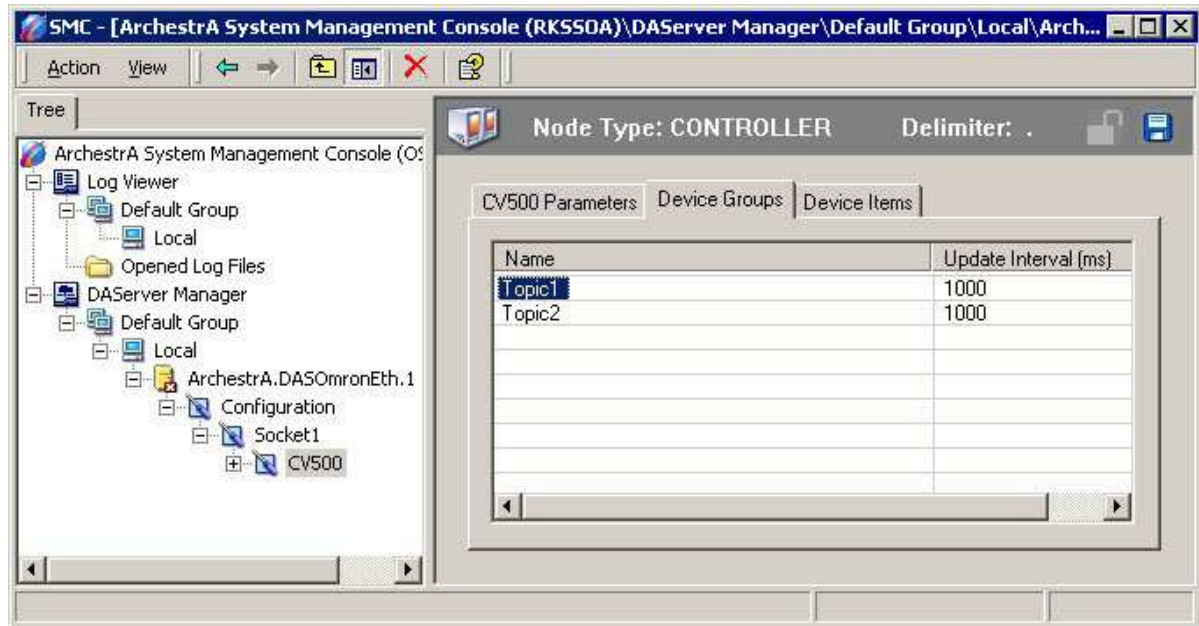 SMC - [ArchestrA System Management Console (RKSSOA)\DAServer Manager\Default Group\Local\Arch...
Action View
Tree
ArchestrA System Management Console (OS
Log Viewer
Default Group
Local
Opened Log Files
DAServer Manager
Default Group
Local
ArchestrA.DASOmronEth.1
Configuration
Socket1
CV500
Node Type: CONTROLLER Delimiter: .
CV500 Parameters Device Groups Device Items
Name Update Interval (ms)
Topic1 1000
Topic2 1000